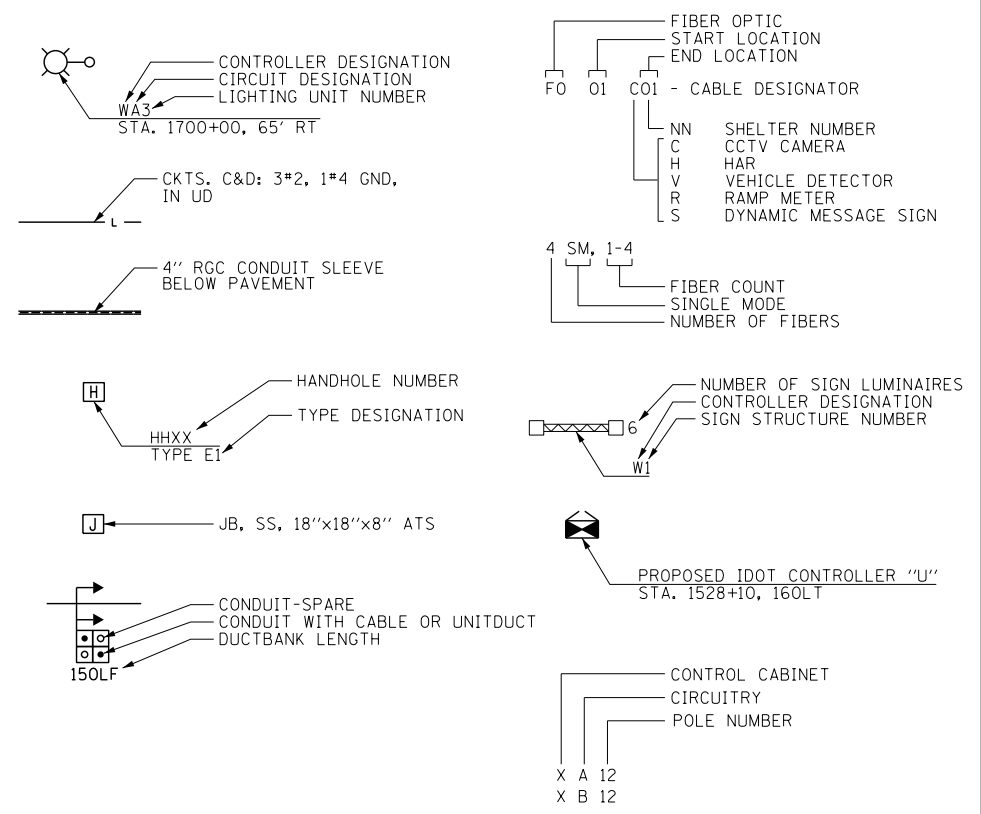 CONTROLLER DESIGNATION
CIRCUIT DESIGNATION
LIGHTING UNIT NUMBER
WA3
STA. 1700+00, 65' RT
CKTS. C&D: 3#2, 1#4 GND,
IN UD
L
4" RGC CONDUIT SLEEVE
BELOW PAVEMENT
H
HANDHOLE NUMBER
TYPE DESIGNATION
HHXX
TYPE E1
J
JB, SS, 18"x18"x8" ATS
CONDUIT-SPARE
CONDUIT WITH CABLE OR UNITDUCT
DUCTBANK LENGTH
150LF
FIBER OPTIC
START LOCATION
END LOCATION
FO 01 C01 - CABLE DESIGNATOR
NN SHELTER NUMBER
C CCTV CAMERA
H HAR
V VEHICLE DETECTOR
R RAMP METER
S DYNAMIC MESSAGE SIGN
4 SM, 1-4
FIBER COUNT
SINGLE MODE
NUMBER OF FIBERS
NUMBER OF SIGN LUMINAIRES
CONTROLLER DESIGNATION
SIGN STRUCTURE NUMBER
6
W1
PROPOSED IDOT CONTROLLER "U"
STA. 1528+10, 160LT
CONTROL CABINET
CIRCUITRY
POLE NUMBER
X A 12
X B 12